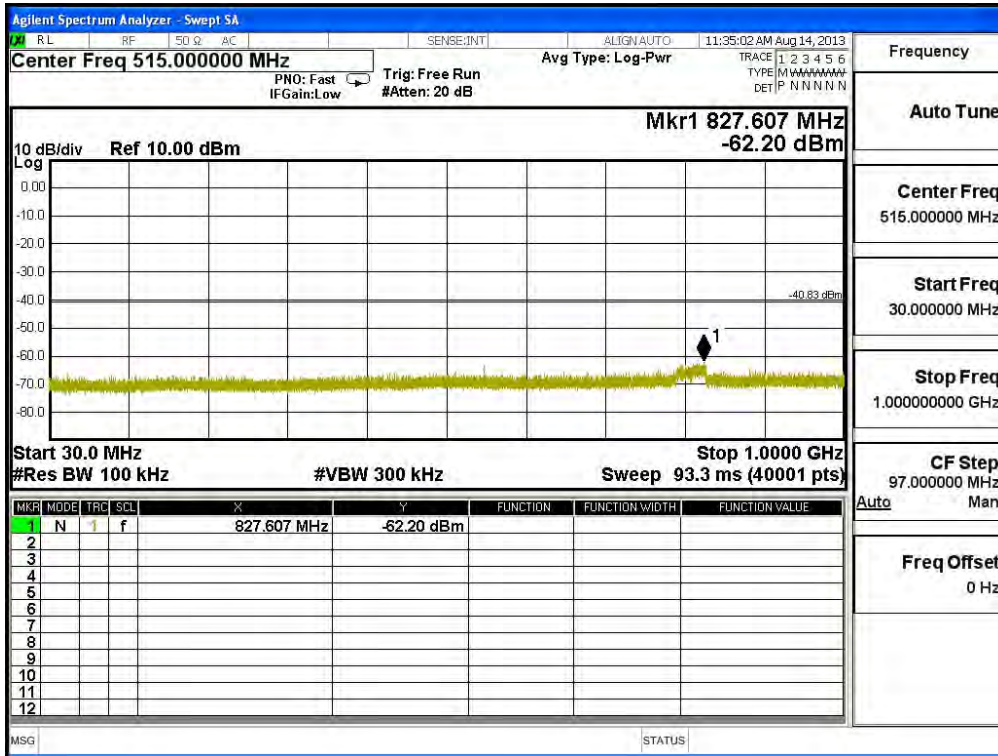 Agilent Spectrum Analyzer - Swept SA
RL RF 50 Ω AC SENSE:INT ALIGN AUTO 11:35:02 AM Aug 14, 2013
Center Freq 515.000000 MHz
PNO: Fast
IFGain:Low
Trig: Free Run
#Atten: 20 dB
Avg Type: Log-Pwr
TRACE 1 2 3 4 5 6
TYPE M
DET P N N N N N
Mkr1 827.607 MHz
-62.20 dBm
10 dB/div Ref 10.00 dBm
Log
0.00
-10.0
-20.0
-30.0
-40.0
-40.83 dBm
-50.0
1
-60.0
-70.0
-80.0
Start 30.0 MHz Stop 1.0000 GHz
#Res BW 100 kHz #VBW 300 kHz Sweep 93.3 ms (40001 pts)
MKR MODE TRC SCL X Y FUNCTION FUNCTION WIDTH FUNCTION VALUE
1 N 1 f 827.607 MHz -62.20 dBm
2
3
4
5
6
7
8
9
10
11
12
MSG STATUS
Frequency
Auto Tune
Center Freq
515.000000 MHz
Start Freq
30.000000 MHz
Stop Freq
1.000000000 GHz
CF Step
97.000000 MHz
Auto Man
Freq Offset
0 Hz